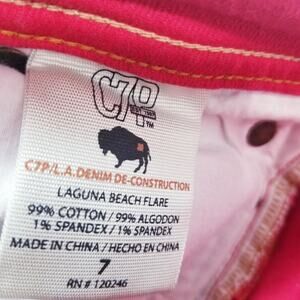 C7P
TM
C7P/L.A.DENIM DE-CONSTRUCTION
LAGUNA BEACH FLARE
99% COTTON / 99% ALGODON
1% SPANDEX / 1% SPANDEX
MADE IN CHINA / HECHO EN CHINA
7
RN # 120246